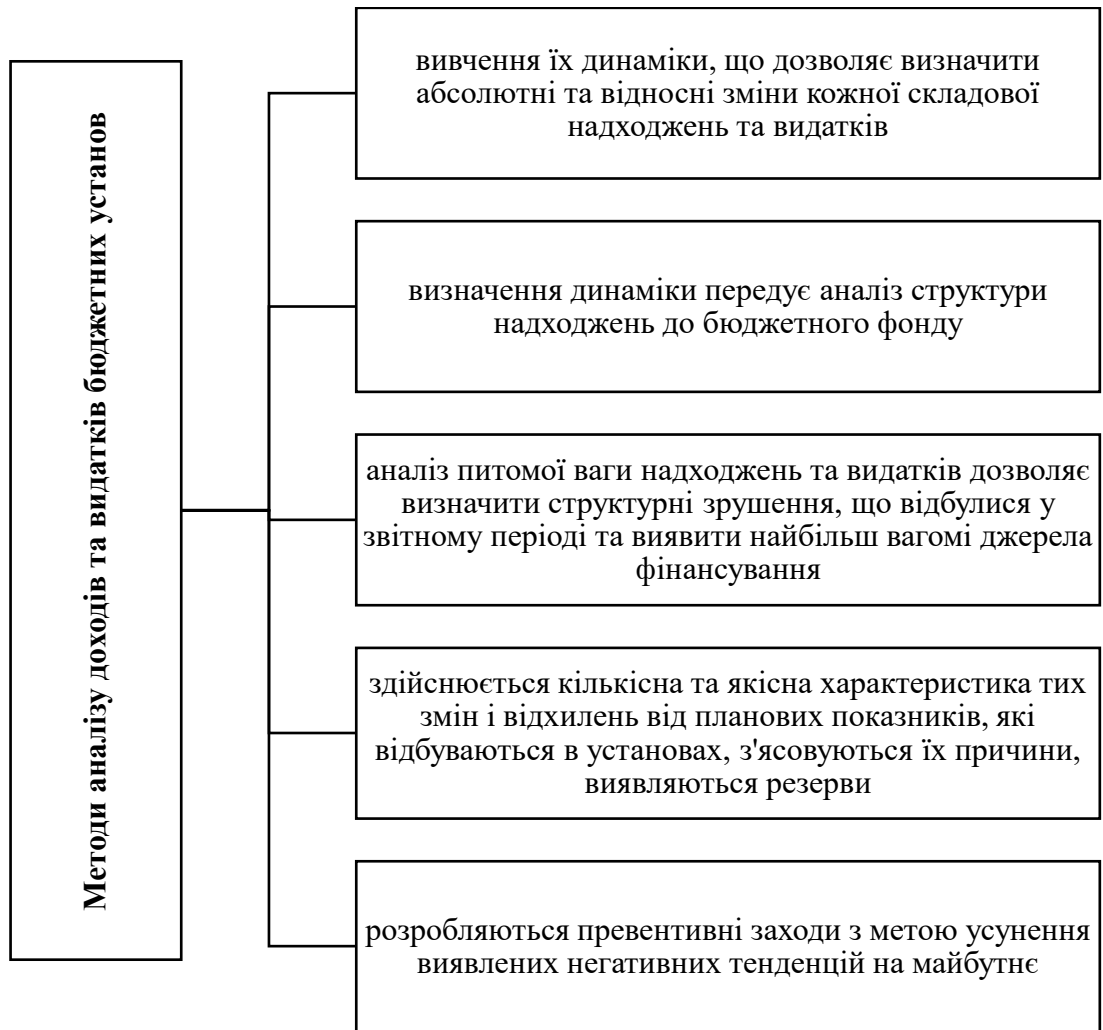 Методи аналізу доходів та видатків бюджетних установ
вивчення їх динаміки, що дозволяє визначити
абсолютні та відносні зміни кожної складової
надходжень та видатків
визначення динаміки передує аналіз структури
надходжень до бюджетного фонду
аналіз питомої ваги надходжень та видатків дозволяє
визначити структурні зрушення, що відбулися у
звітному періоді та виявити найбільш вагомі джерела
фінансування
здійснюється кількісна та якісна характеристика тих
змін і відхилень від планових показників, які
відбуваються в установах, з'ясовуються їх причини,
виявляються резерви
розробляються превентивні заходи з метою усунення
виявлених негативних тенденцій на майбутнє